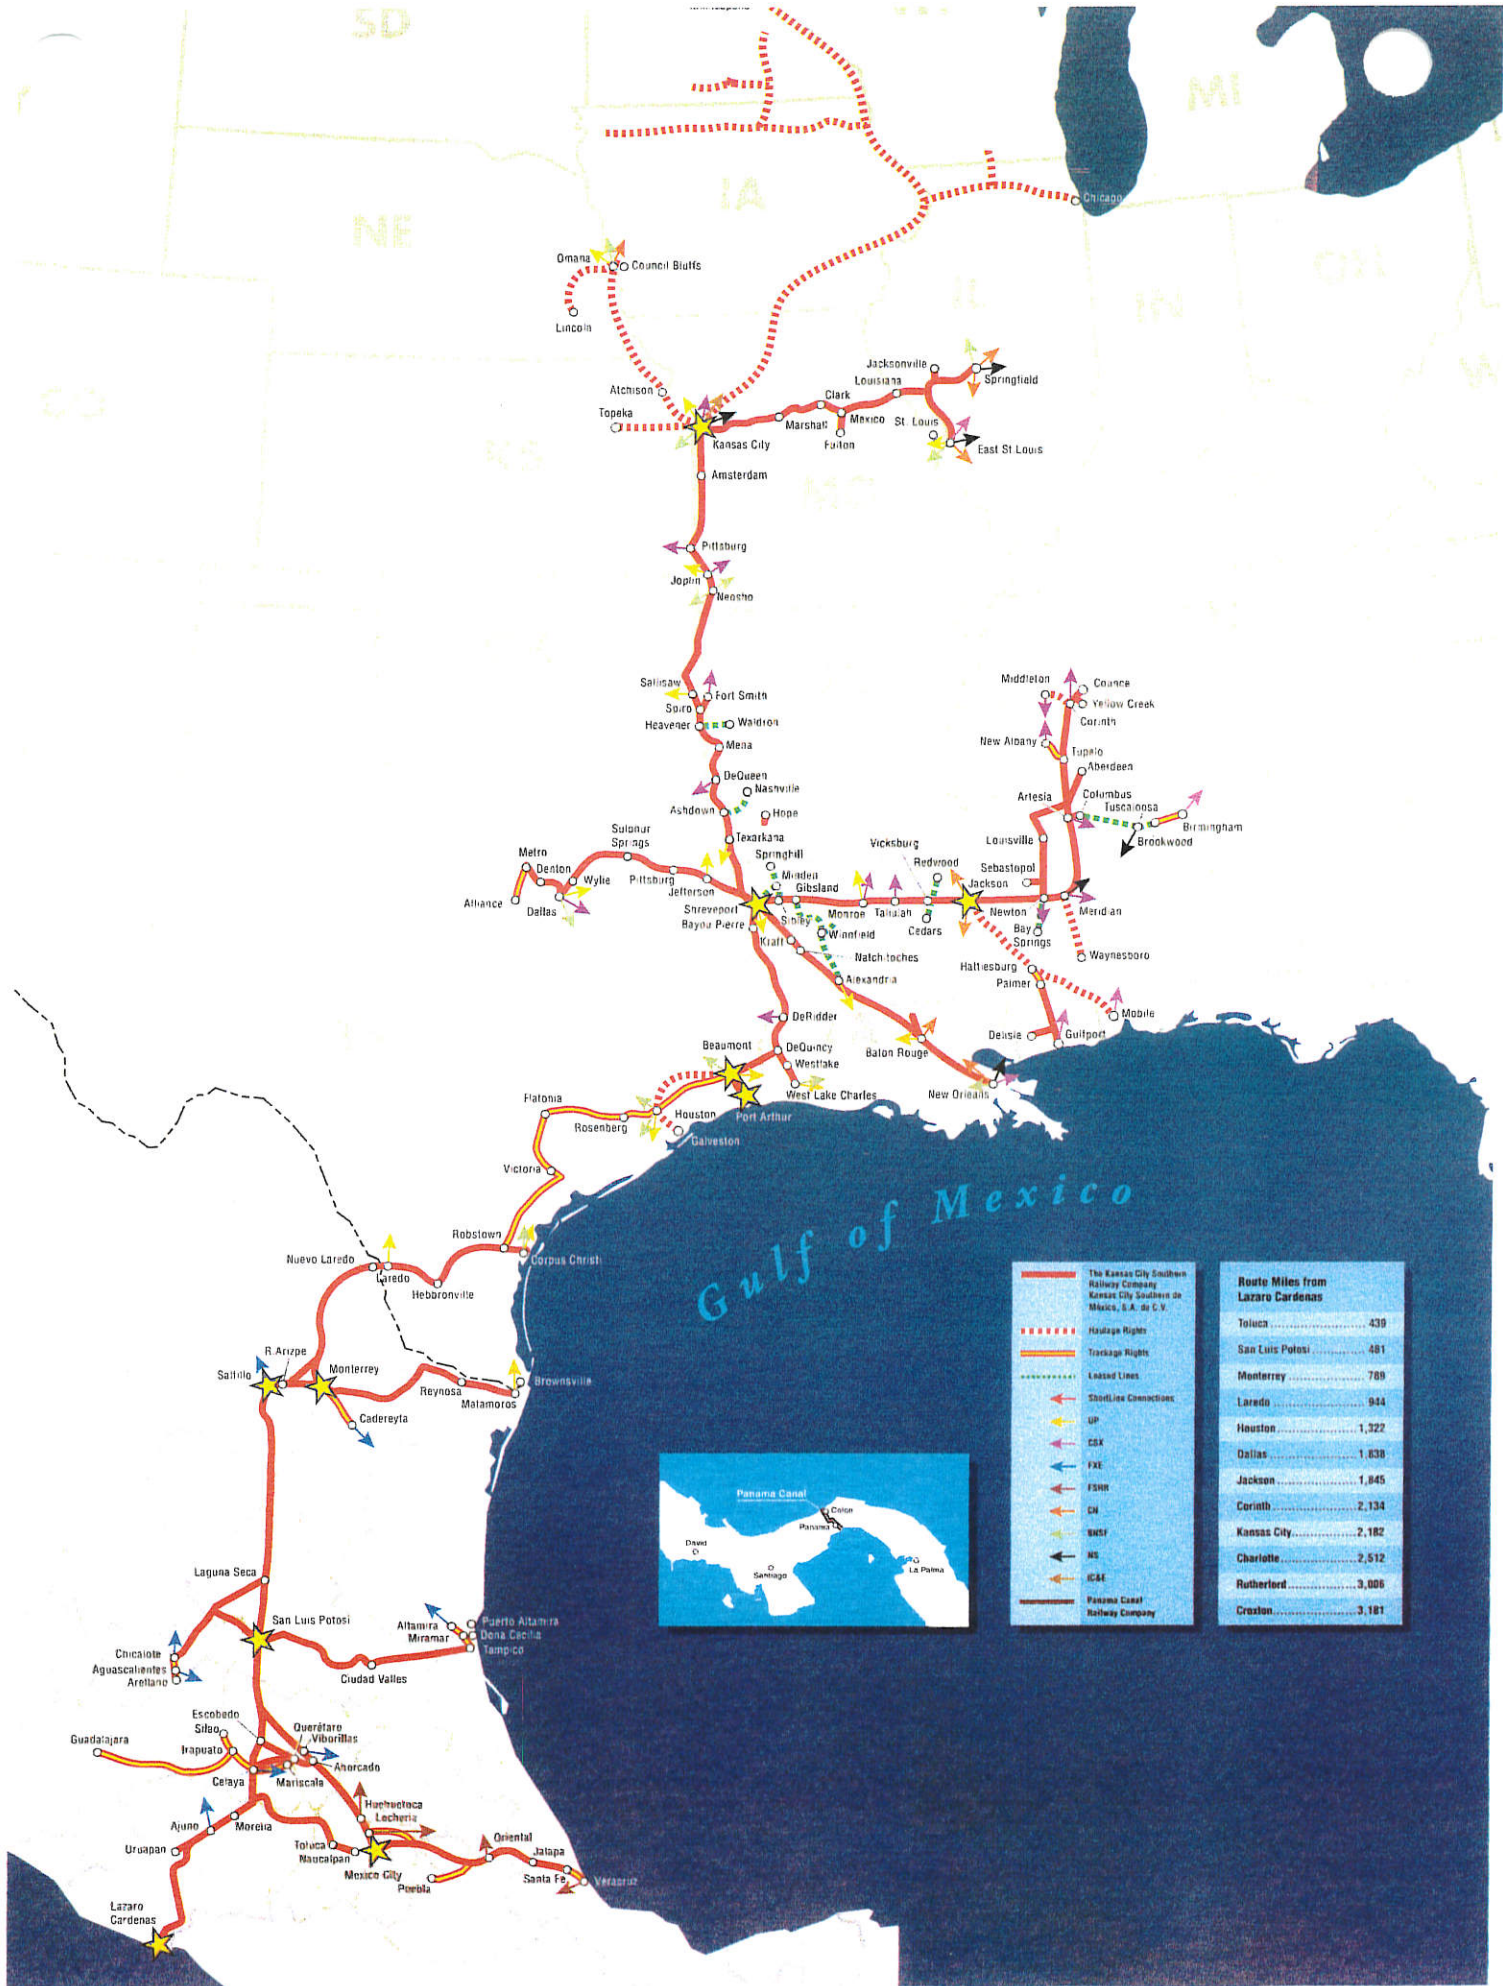 SD
MI
NE
IA
IL
IN
OH
CO
KS
MO
W
Chicago
Omaha
Council Bluffs
Lincoln
Atchison
Topeka
Kansas City
Jacksonville
Louisiana
Springfield
Clark
Marshall
Mexico
Fulton
St. Louis
East St Louis
Amsterdam
Pittsburg
Joplin
Neosho
Sallisaw
Fort Smith
Spiro
Heavener
Waldron
Mena
DeQueen
Nashville
Ashdown
Hope
Texarkana
Springhill
Minden
Gibsland
Sulphur
Springs
Metro
Denton
Wylie
Pittsburg
Jefferson
Alliance
Dallas
Shreveport
Bayou Pierre
Sibley
Winnfield
Kraft
Natchitoches
Alexandria
Monroe
Tallulah
Vicksburg
Redwood
Cedars
Jackson
Newton
Meridian
Bay
Springs
Sebastopol
Louisville
Artesia
Columbus
Tuscaloosa
Birmingham
Brookwood
Aberdeen
Tupelo
New Albany
Middleton
Counce
Yellow Creek
Corinth
Waynesboro
Hattiesburg
Palmer
Mobile
Delisle
Gulfport
DeRidder
Beaumont
DeQuincy
Westlake
West Lake Charles
Baton Rouge
New Orleans
Port Arthur
Houston
Galveston
Flatonia
Rosenberg
Victoria
Robstown
Corpus Christi
Nuevo Laredo
Laredo
Hebbronville
R.Arizpe
Saltillo
Monterrey
Reynosa
Matamoros
Brownsville
Cadereyta
Gulf of Mexico
The Kansas City Southern
Railway Company
Kansas City Southern de
México, S.A. de C.V.
Haulage Rights
Trackage Rights
Leased Lines
ShortLine Connections
UP
CSX
FXE
FSRR
CN
BNSF
NS
IC&E
Panama Canal
Railway Company
Route Miles from
Lazaro Cardenas
Toluca 439
San Luis Potosi 481
Monterrey 789
Laredo 944
Houston 1,322
Dallas 1,838
Jackson 1,645
Corinth 2,134
Kansas City 2,182
Charlotte 2,512
Rutherford 3,006
Croxton 3,181
Panama Canal
Colon
Panama
David
Santiago
La Palma
Laguna Seca
San Luis Potosi
Chicalote
Aguascalientes
Arellano
Altamira
Miramar
Puerto Altamira
Dona Cecilia
Tampico
Ciudad Valles
Escobedo
Silao
Irapuato
Guadalajara
Querétaro
Viborillas
Ahorcado
Celaya
Mariscala
Ajuno
Moreira
Uruapan
Huehuetoca
Lecheria
Toluca
Naucalpan
Mexico City
Puebla
Oriental
Jalapa
Santa Fe
Veracruz
Lazaro
Cardenas